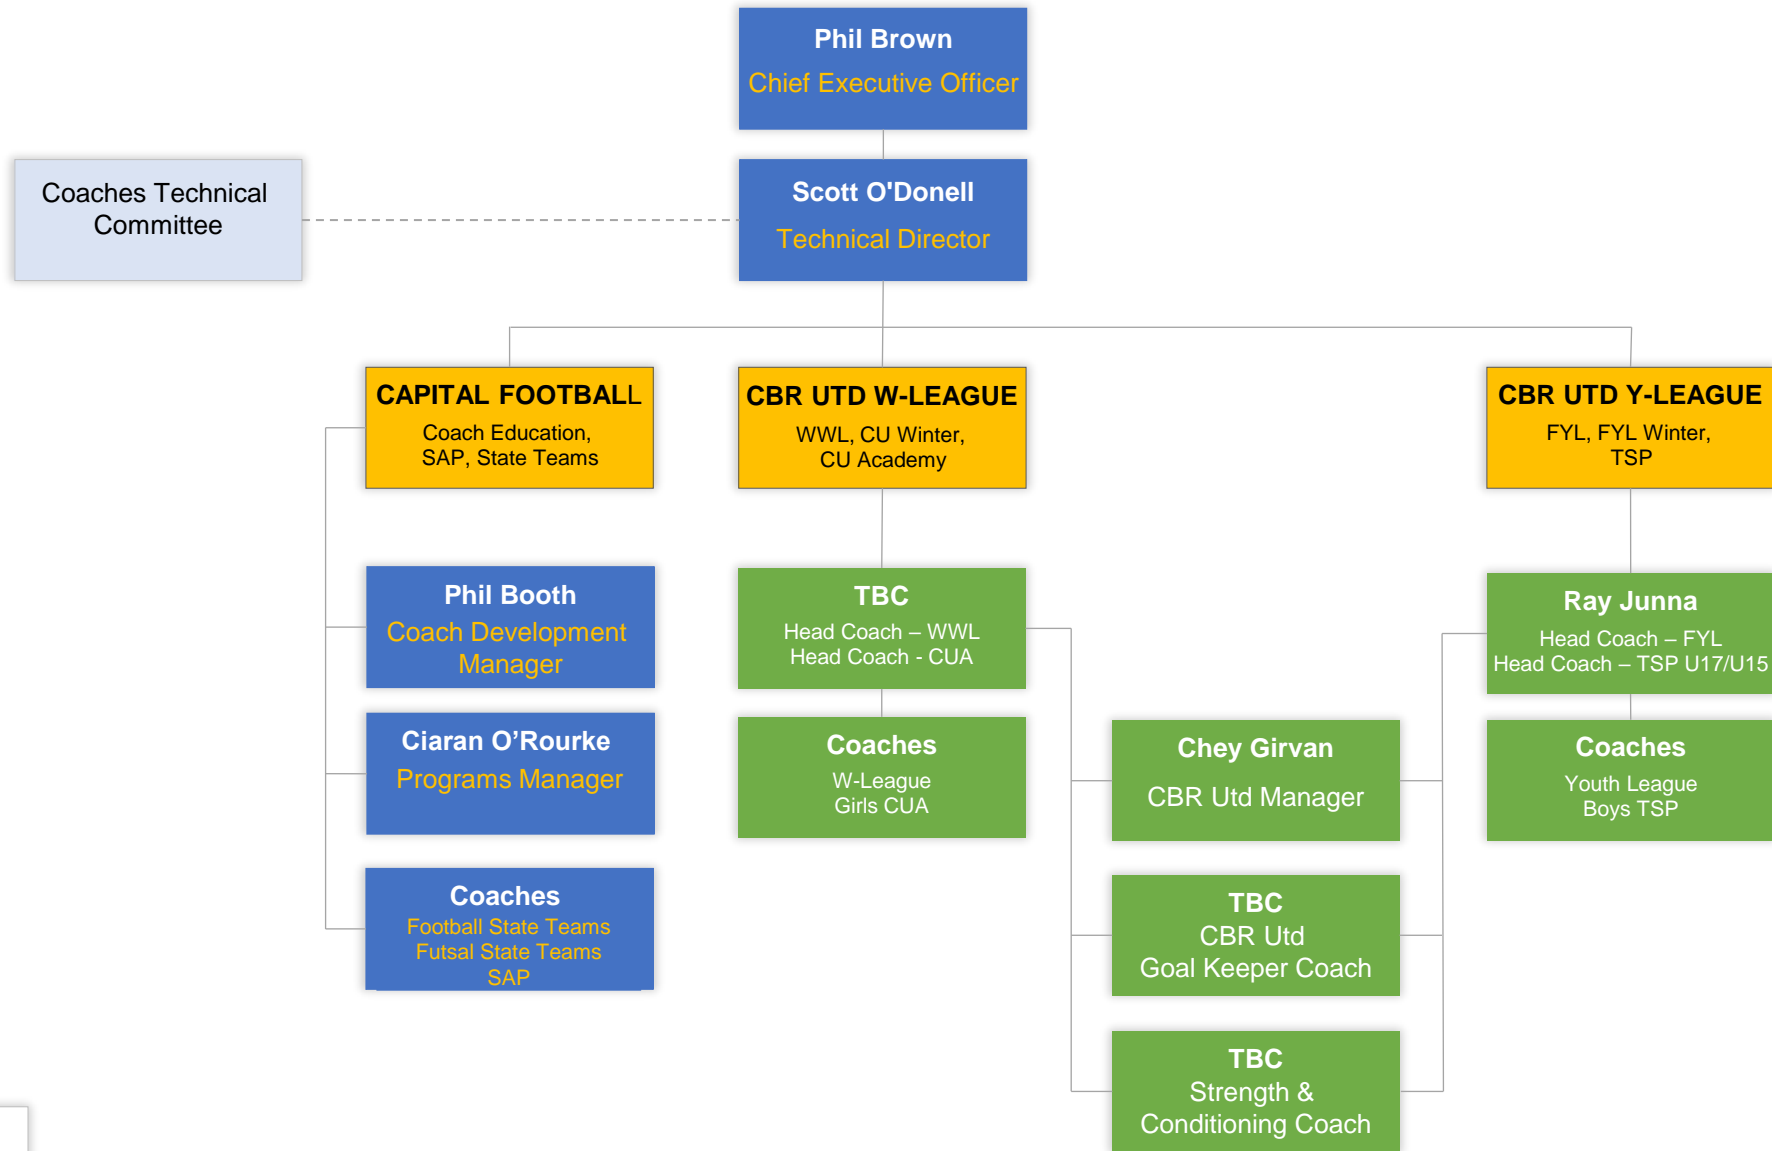 Phil Brown
Chief Executive Officer
Coaches Technical
Committee
Scott O'Donell
Technical Director
CAPITAL FOOTBALL
Coach Education,
SAP, State Teams
CBR UTD W-LEAGUE
WWL, CU Winter,
CU Academy
CBR UTD Y-LEAGUE
FYL, FYL Winter,
TSP
Phil Booth
Coach Development
Manager
Ciaran O’Rourke
Programs Manager
Coaches
Football State Teams
Futsal State Teams
SAP
TBC
Head Coach – WWL
Head Coach - CUA
Coaches
W-League
Girls CUA
Chey Girvan
CBR Utd Manager
TBC
CBR Utd
Goal Keeper Coach
TBC
Strength &
Conditioning Coach
Ray Junna
Head Coach – FYL
Head Coach – TSP U17/U15
Coaches
Youth League
Boys TSP